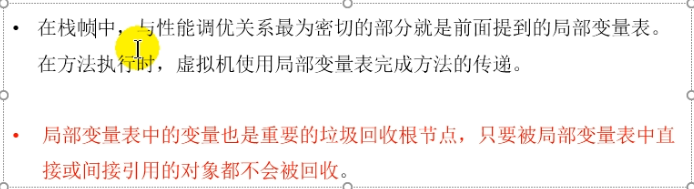 • 在栈帧中，与性能调优关系最为密切的部分就是前面提到的局部变量表。
在方法执行时，虚拟机使用局部变量表完成方法的传递。
• 局部变量表中的变量也是重要的垃圾回收根节点，只要被局部变量表中直
接或间接引用的对象都不会被回收。